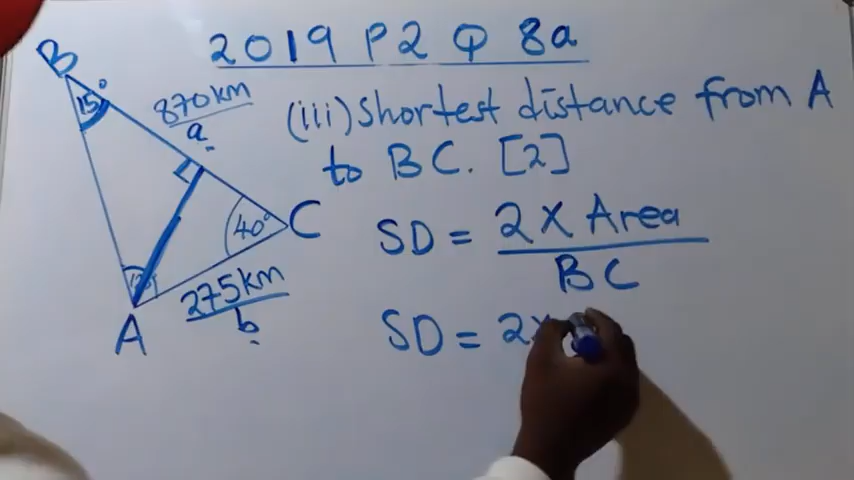 2019 P2 Q 8a
B
15°
870km
a
(iii) Shortest distance from A
to BC. [2]
40°
C
SD = 2 X Area
BC
275km
b
A
SD = 2X